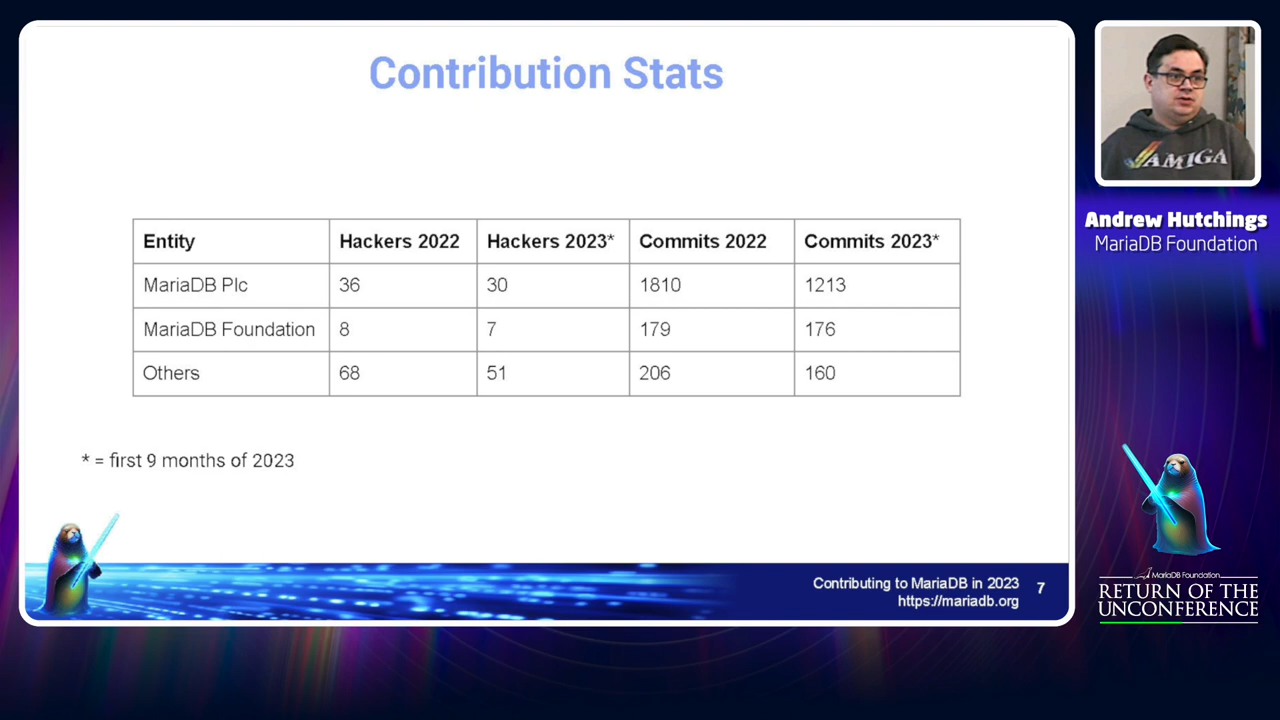 Contribution Stats
Entity Hackers 2022 Hackers 2023* Commits 2022 Commits 2023*
MariaDB Plc 36 30 1810 1213
MariaDB Foundation 8 7 179 176
Others 68 51 206 160
* = first 9 months of 2023
Contributing to MariaDB in 2023
https://mariadb.org
7
AMIGA
Andrew Hutchings
MariaDB Foundation
MariaDB Foundation
RETURN OF THE
UNCONFERENCE